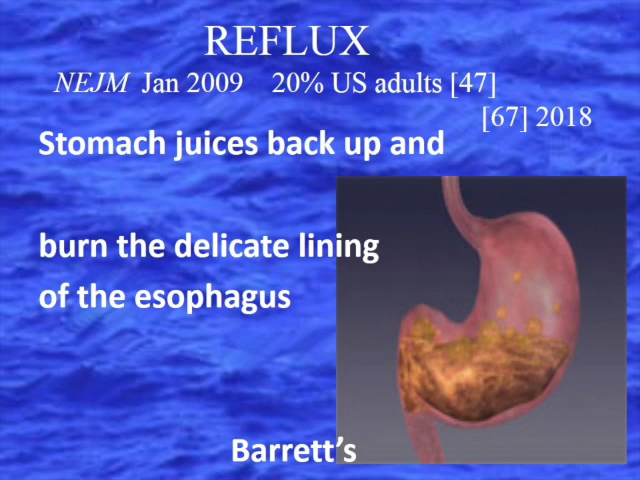 REFLUX
NEJM Jan 2009 20% US adults [47]
[67] 2018
Stomach juices back up and
burn the delicate lining
of the esophagus
Barrett’s